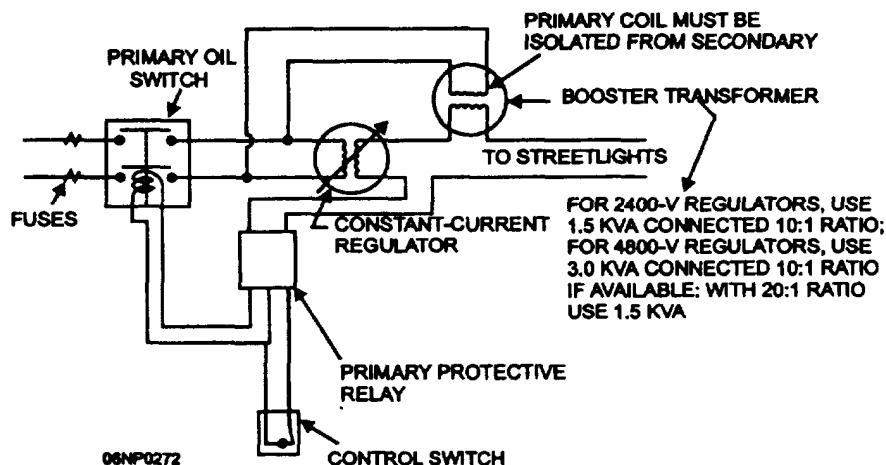 PRIMARY COIL MUST BE
ISOLATED FROM SECONDARY
PRIMARY OIL
SWITCH
BOOSTER TRANSFORMER
TO STREETLIGHTS
FUSES
CONSTANT-CURRENT
REGULATOR
FOR 2400-V REGULATORS, USE
1.5 KVA CONNECTED 10:1 RATIO;
FOR 4800-V REGULATORS, USE
3.0 KVA CONNECTED 10:1 RATIO
IF AVAILABLE: WITH 20:1 RATIO
USE 1.5 KVA
PRIMARY PROTECTIVE
RELAY
CONTROL SWITCH
06NP0272